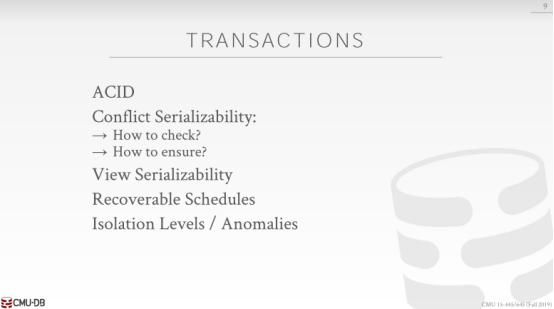 9
TRANSACTIONS
ACID
Conflict Serializability:
→ How to check?
→ How to ensure?
View Serializability
Recoverable Schedules
Isolation Levels / Anomalies
CMU·DB
CMU 15-445/645 (Fall 2019)